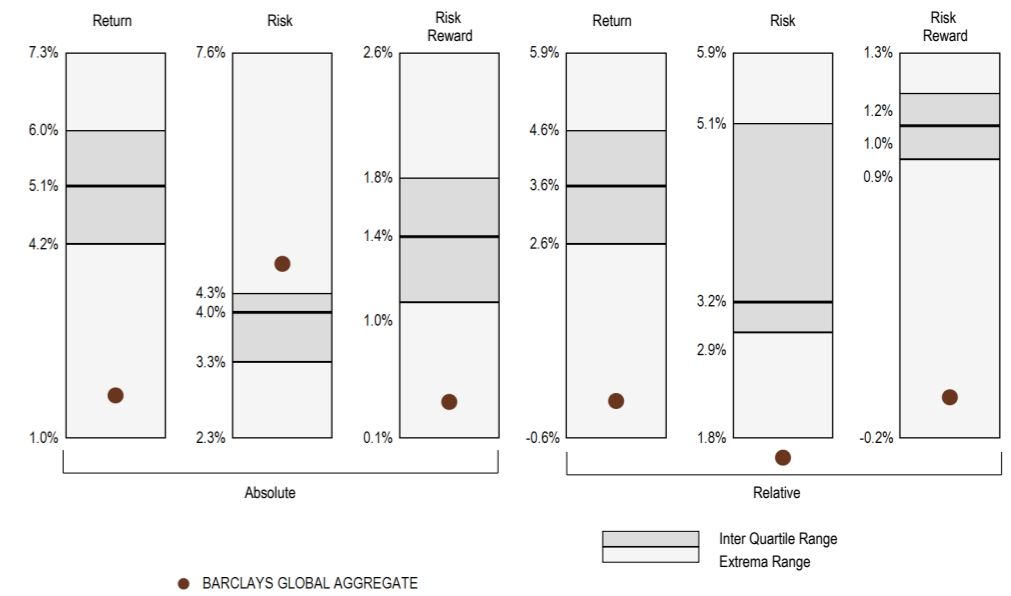 Return
Risk
Risk
Reward
Return
Risk
Risk
Reward
7.3%
6.0%
5.1%
4.2%
1.0%
7.6%
4.3%
4.0%
3.3%
2.3%
2.6%
1.8%
1.4%
1.0%
0.1%
5.9%
4.6%
3.6%
2.6%
-0.6%
5.9%
5.1%
3.2%
2.9%
1.8%
1.3%
1.2%
1.0%
0.9%
-0.2%
Absolute
Relative
Inter Quartile Range
Extrema Range
BARCLAYS GLOBAL AGGREGATE